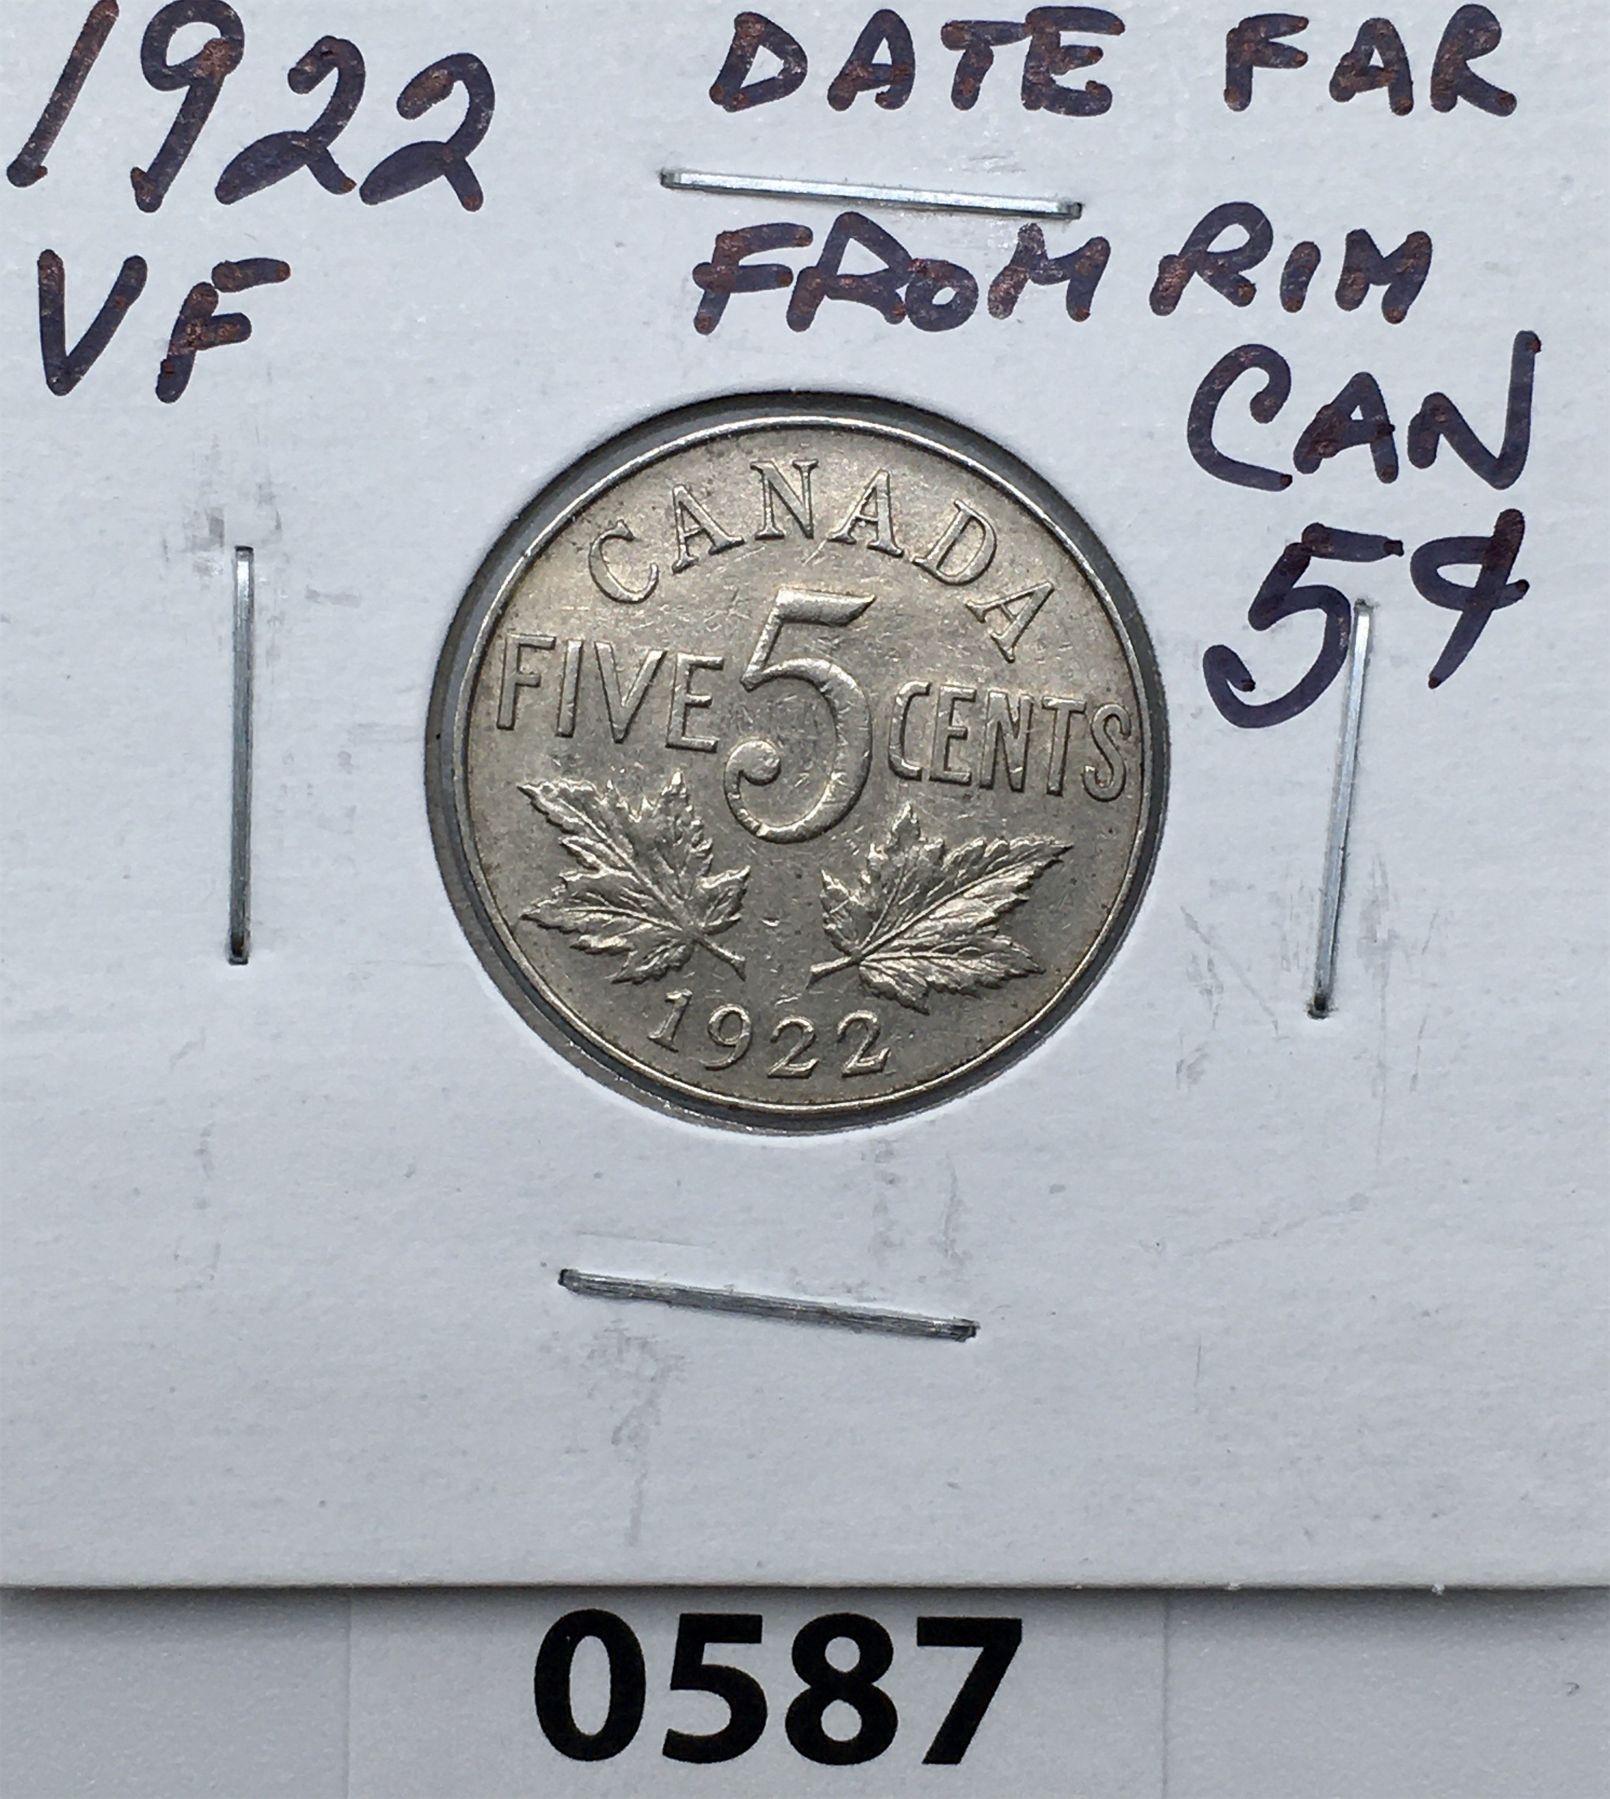 1922 DATE FAR
VF FROM RIM
CAN
5¢
CANADA
FIVE 5 CENTS
1922
0587